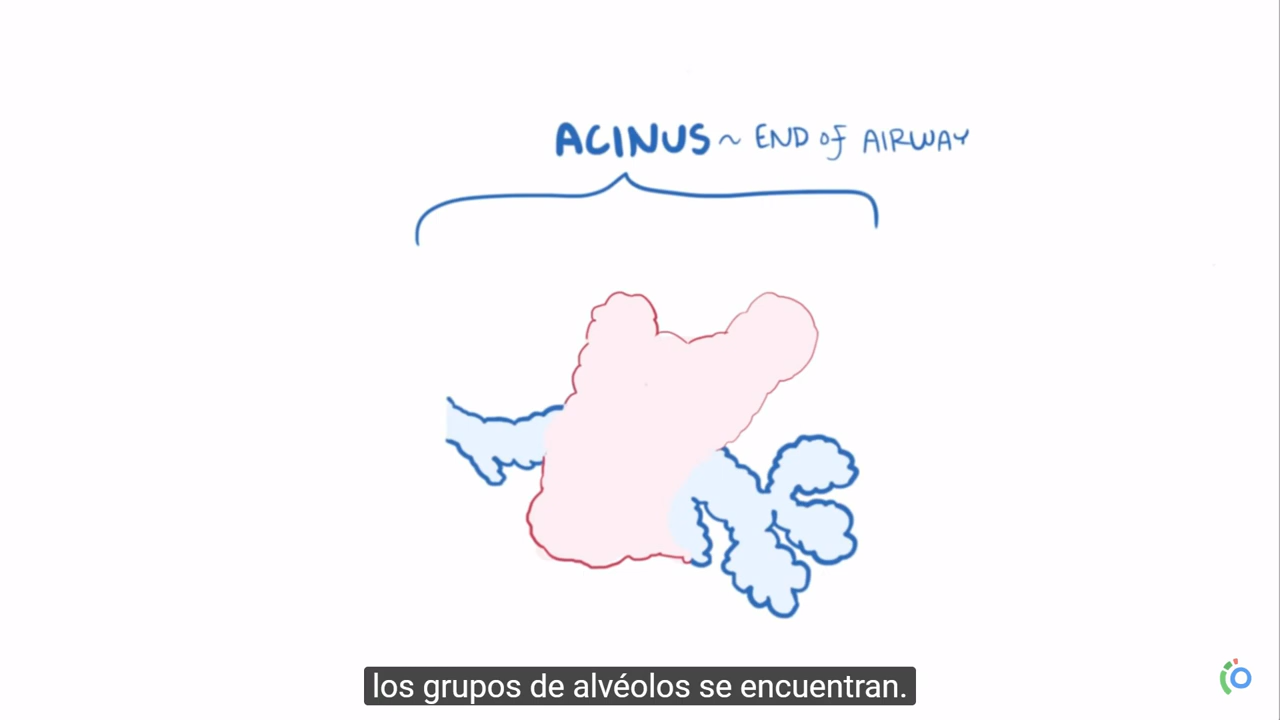 ACINUS ~ END of AIRWAY
los grupos de alvéolos se encuentran.